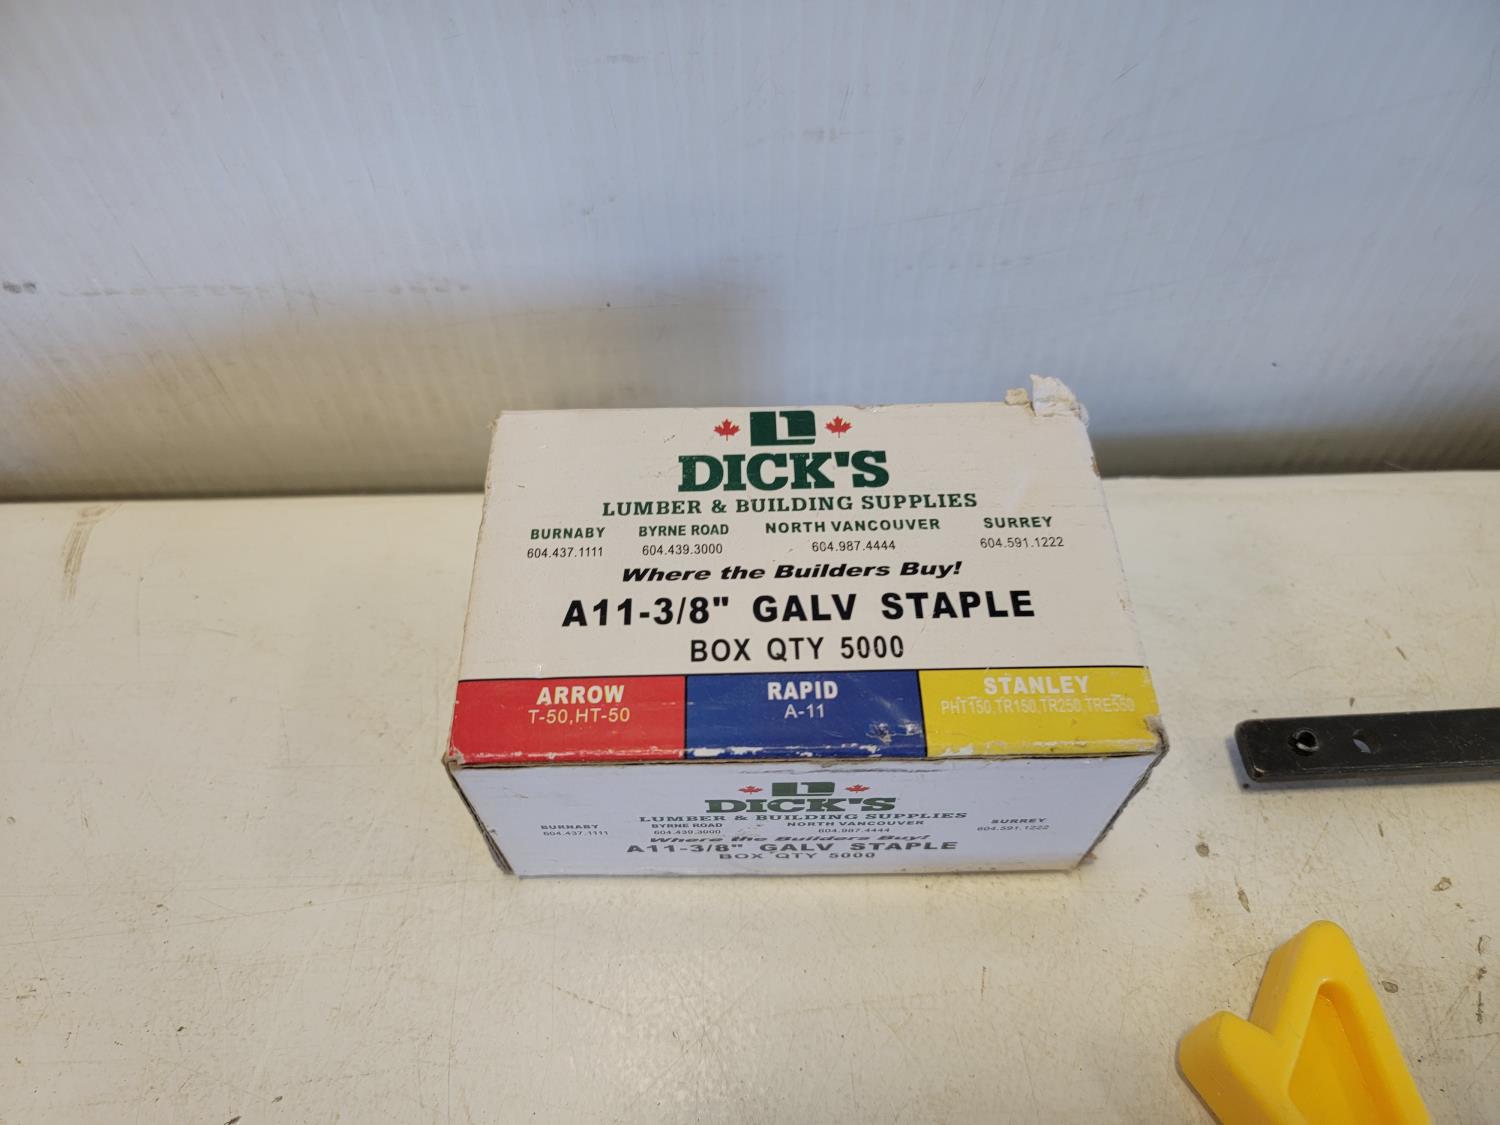 DICK'S
LUMBER & BUILDING SUPPLIES
BURNABY BYRNE ROAD NORTH VANCOUVER SURREY
604.437.1111 604.439.3000 604.987.4444 604.591.1222
Where the Builders Buy!
A11-3/8" GALV STAPLE
BOX QTY 5000
ARROW RAPID STANLEY
T-50,HT-50 A-11 PHT150,TR150,TR250,TRE550
DICK'S
LUMBER & BUILDING SUPPLIES
BURNABY BYRNE ROAD NORTH VANCOUVER SURREY
604.437.1111 604.439.3000 604.987.4444 604.591.1222
Where the Builders Buy!
A11-3/8" GALV STAPLE
BOX QTY 5000